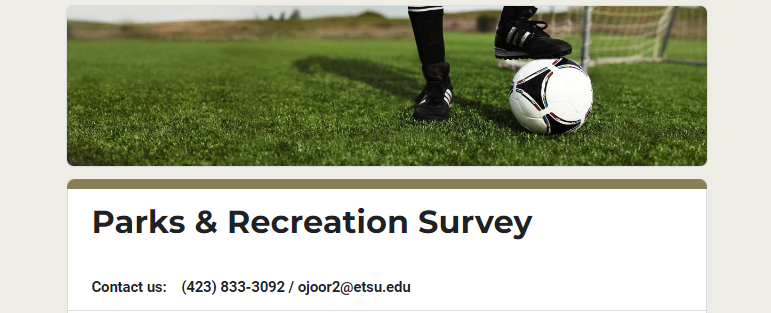 Parks & Recreation Survey
Contact us: (423) 833-3092 / ojoor2@etsu.edu